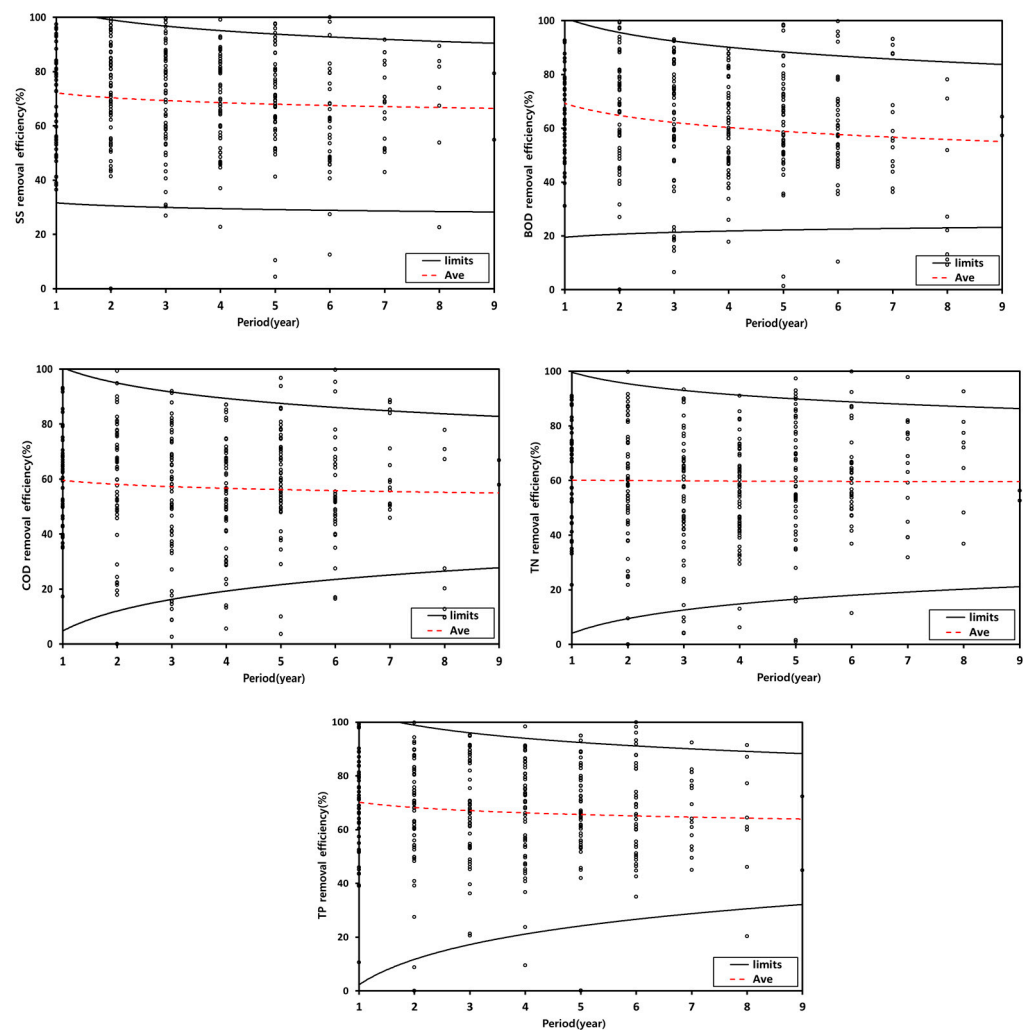 SS removal efficiency(%)
100
80
60
40
20
0
1 2 3 4 5 6 7 8 9
Period(year)
limits
Ave
BOD removal efficiency(%)
100
80
60
40
20
0
1 2 3 4 5 6 7 8 9
Period(year)
limits
Ave
COD removal efficiency(%)
100
80
60
40
20
0
1 2 3 4 5 6 7 8 9
Period(year)
limits
Ave
TN removal efficiency(%)
100
80
60
40
20
0
1 2 3 4 5 6 7 8 9
Period(year)
limits
Ave
TP removal efficiency(%)
100
80
60
40
20
0
1 2 3 4 5 6 7 8 9
Period(year)
limits
Ave